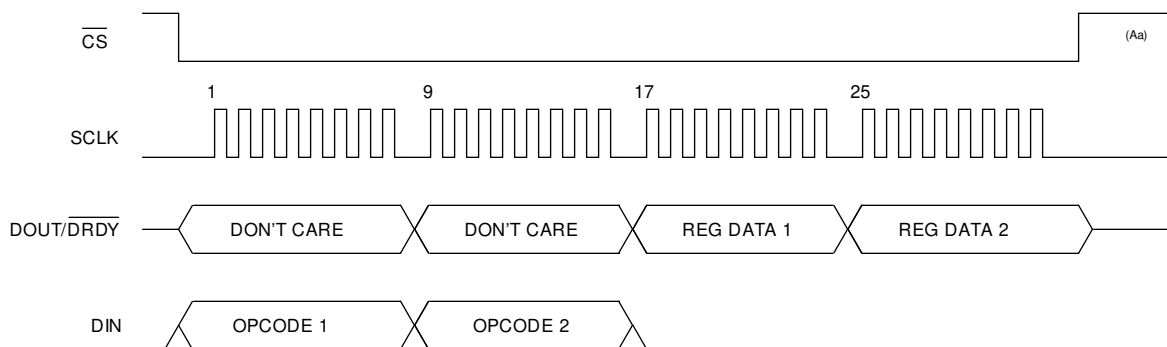 CS
(Aa)
1 9 17 25
SCLK
DOUT/DRDY DON'T CARE DON'T CARE REG DATA 1 REG DATA 2
DIN OPCODE 1 OPCODE 2